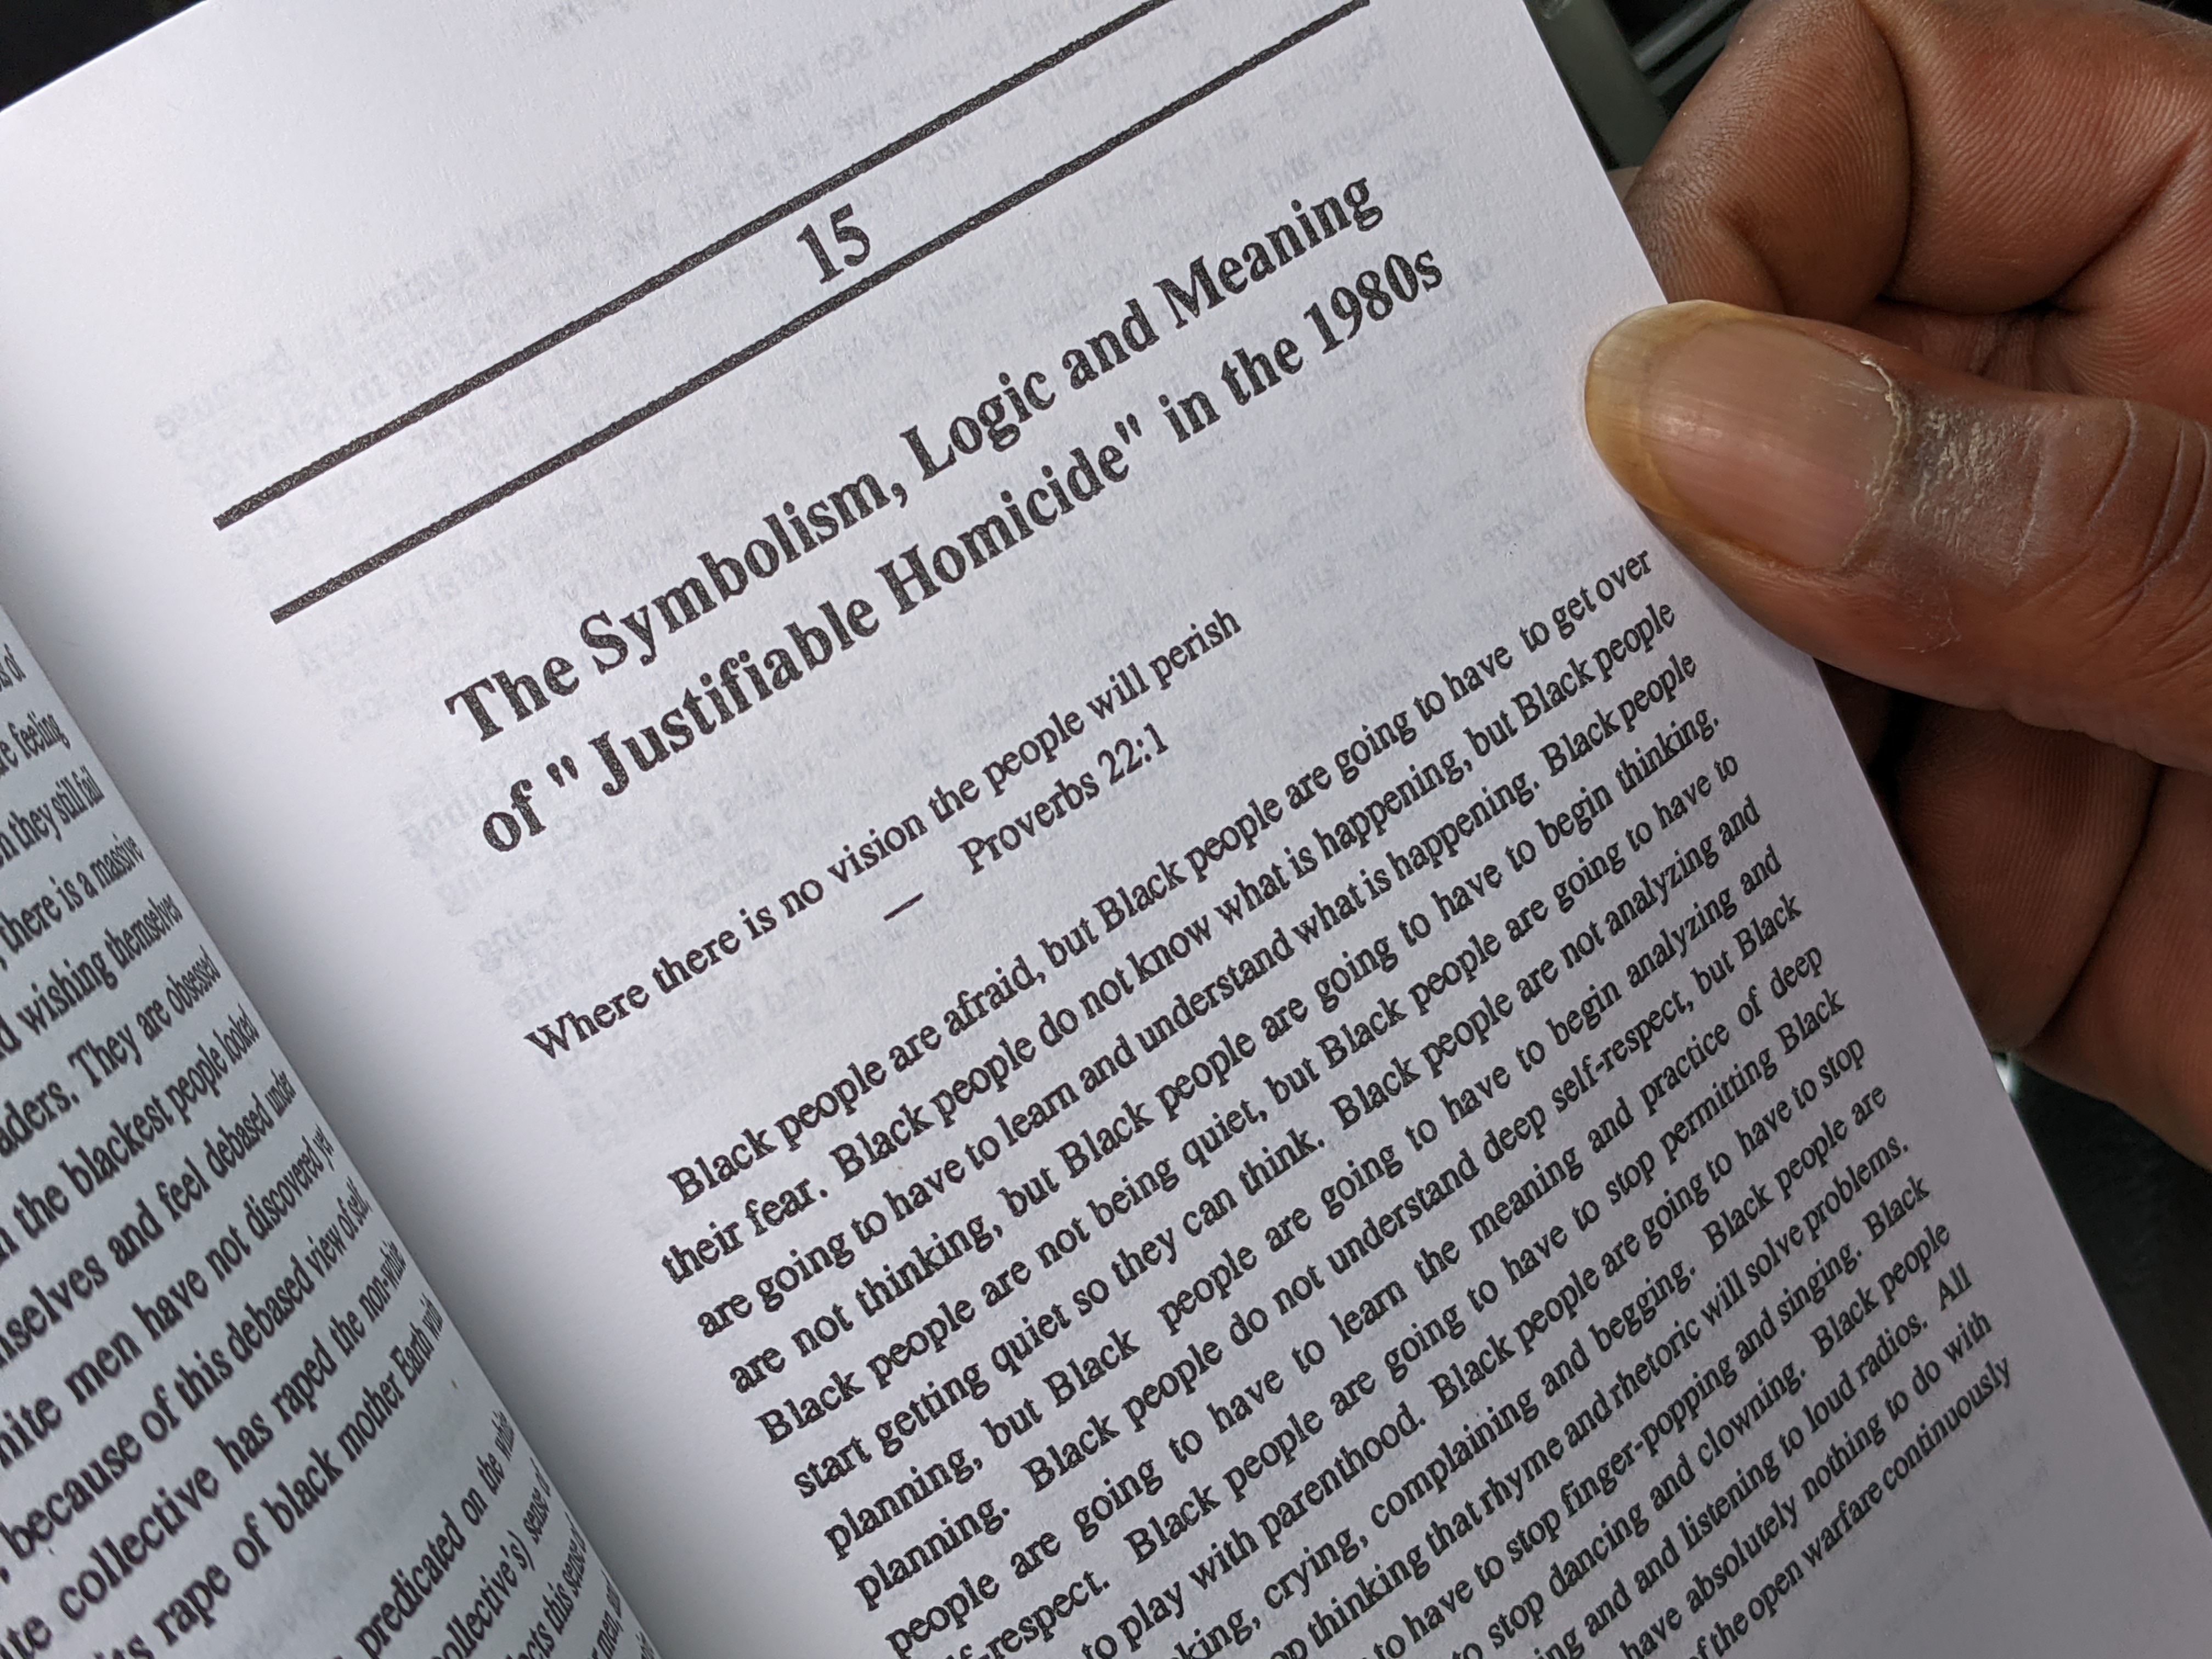 s of
re feeling
n they still fail
, there is a massive
d wishing themselves
aders. They are obsessed
the blackest people looked
nselves and feel debased under
hite men have not discovered yet
because of this debased view of self,
collective has raped the non-white
rape of black mother Earth with
predicated on the white
collective's) sense of
this sense of
15
The Symbolism, Logic and Meaning
of " Justifiable Homicide" in the 1980s
Where there is no vision the people will perish
— Proverbs 22:1
Black people are afraid, but Black people are going to have to get over
their fear. Black people do not know what is happening, but Black people
are going to have to learn and understand what is happening. Black people
are not thinking, but Black people are going to have to begin thinking.
Black people are not being quiet, but Black people are going to have to
start getting quiet so they can think. Black people are not analyzing and
planning, but Black people are going to have to begin analyzing and
planning. Black people do not understand deep self-respect, but Black
people are going to have to learn the meaning and practice of deep
lf-respect. Black people are going to have to stop permitting Black
to play with parenthood. Black people are going to have to stop
king, crying, complaining and begging. Black people are
op thinking that rhyme and rhetoric will solve problems.
to have to stop finger-popping and singing. Black
to stop dancing and clowning. Black people
ing and and listening to loud radios. All
have absolutely nothing to do with
of the open warfare continuously